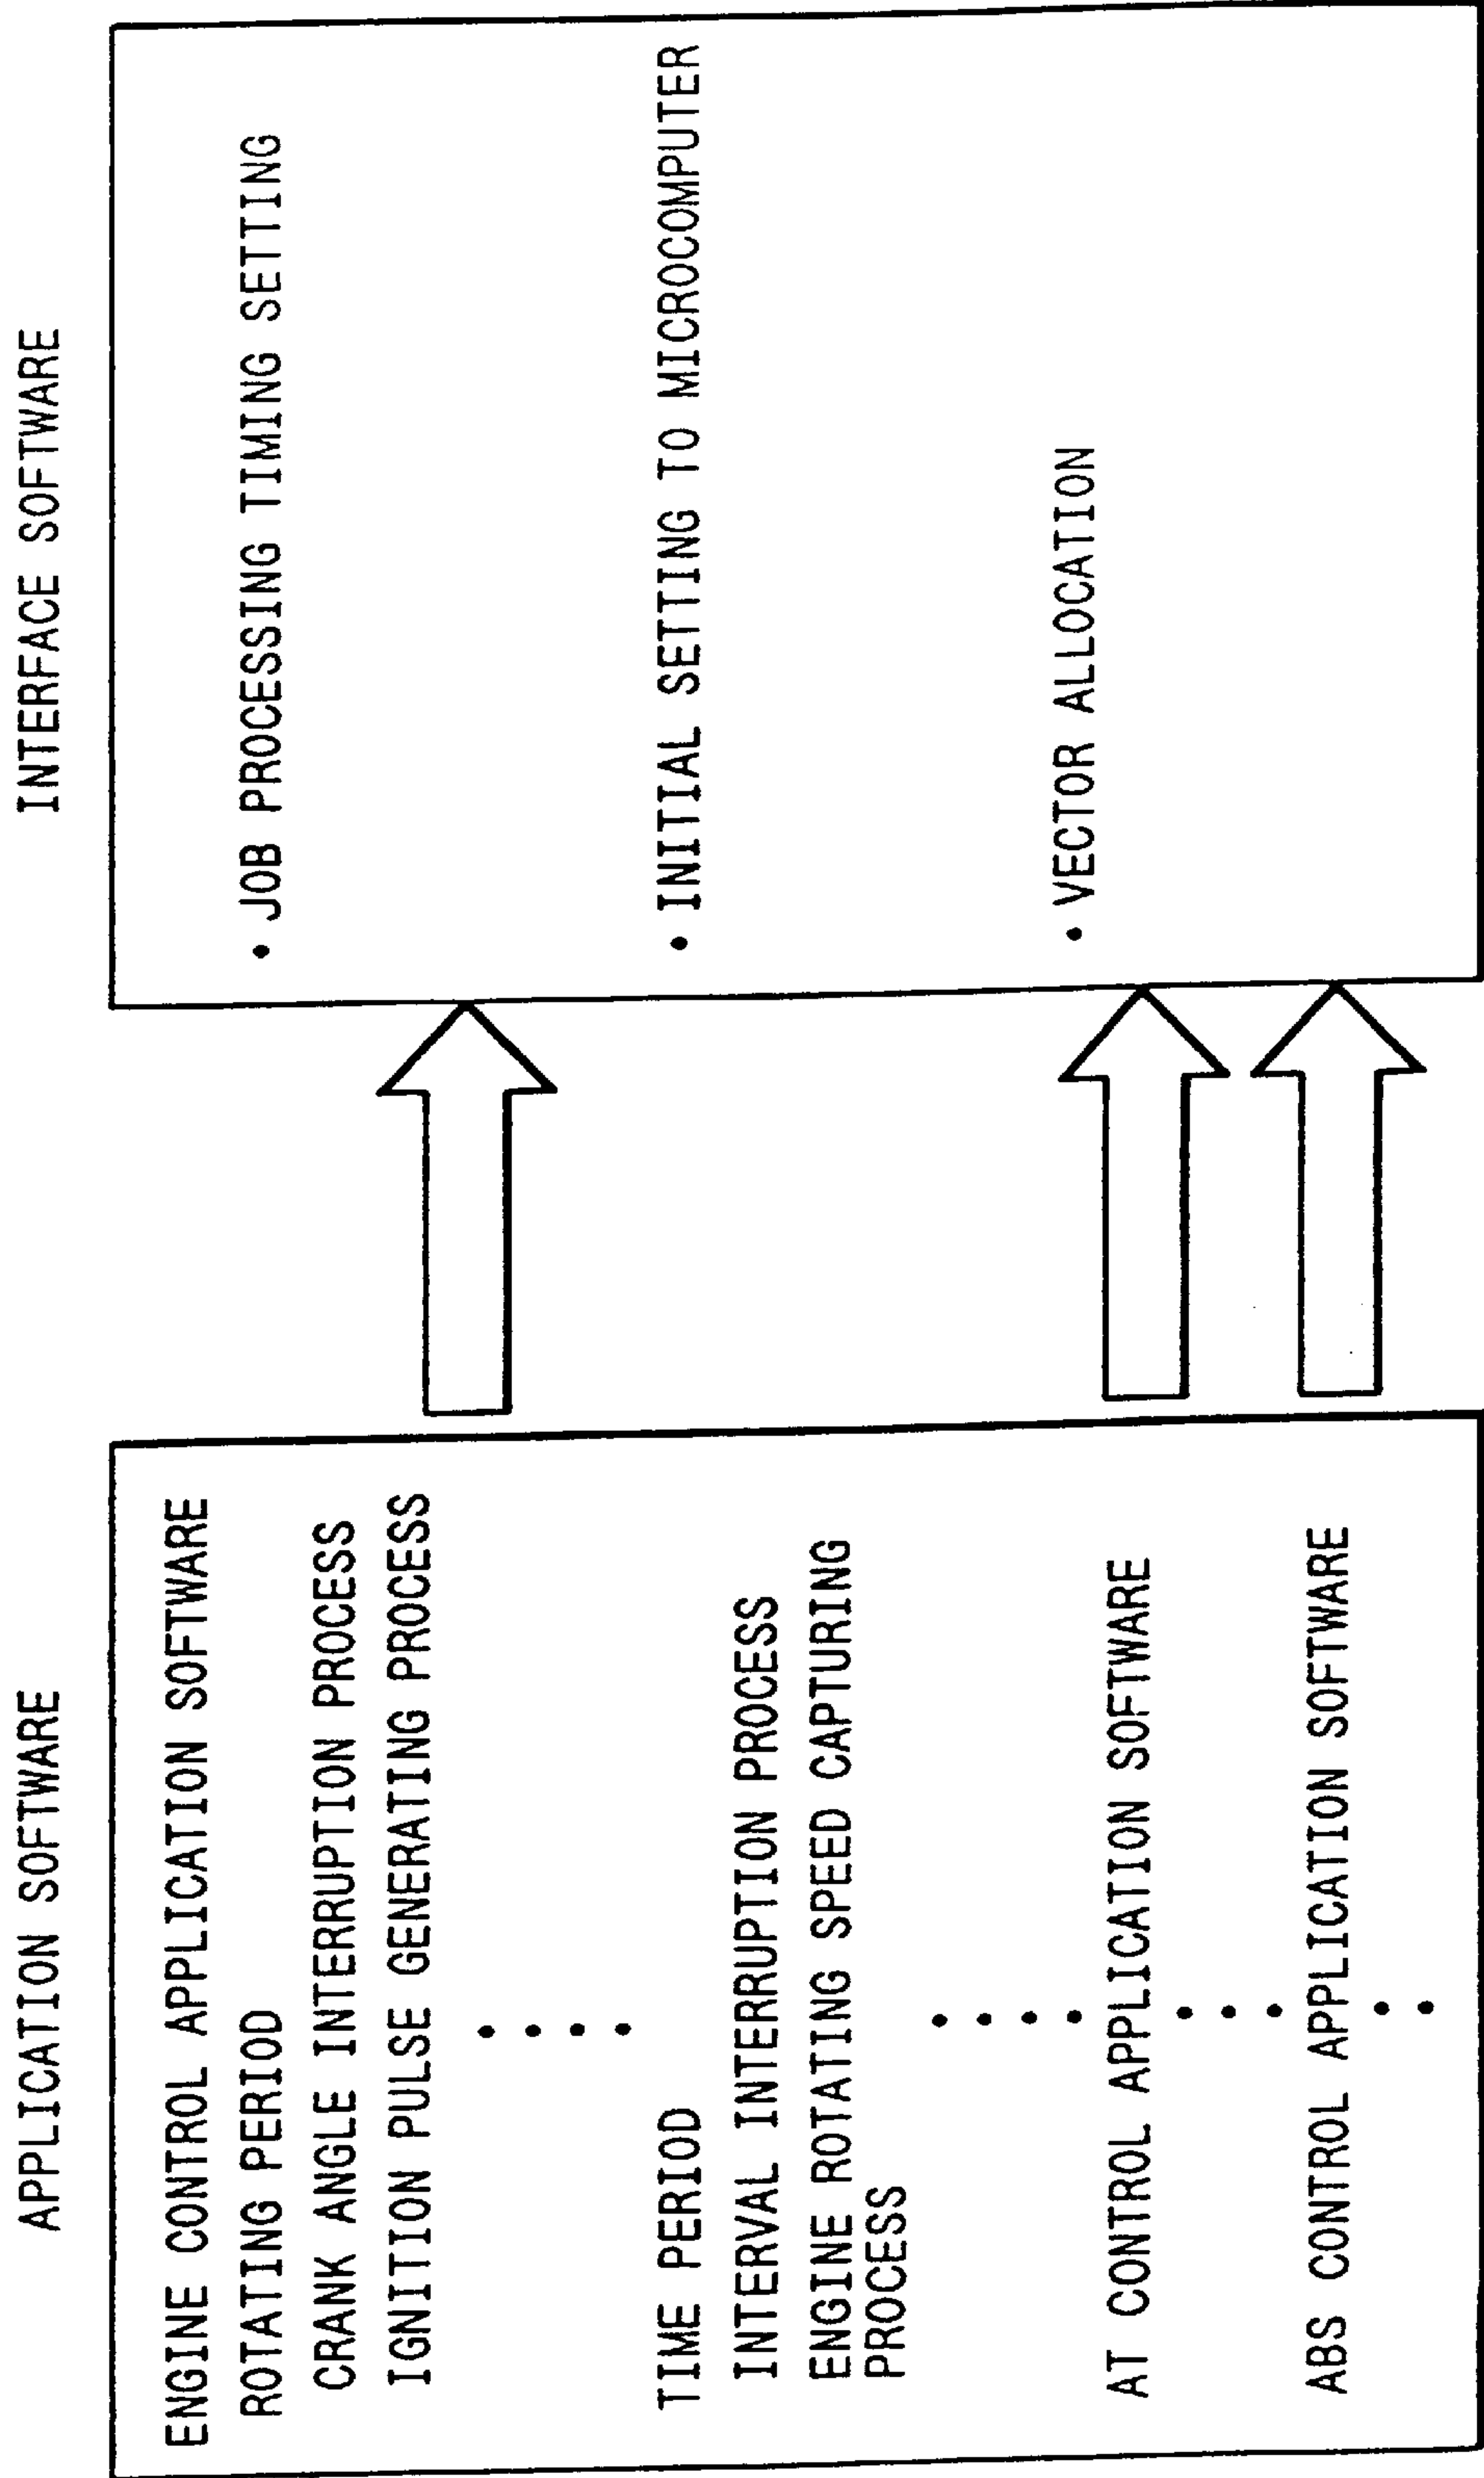 APPLICATION SOFTWARE
ENGINE CONTROL APPLICATION SOFTWARE
ROTATING PERIOD
CRANK ANGLE INTERRUPTION PROCESS
IGNITION PULSE GENERATING PROCESS
• • • •
TIME PERIOD
INTERVAL INTERRUPTION PROCESS
ENGINE ROTATING SPEED CAPTURING
PROCESS
• • • •
AT CONTROL APPLICATION SOFTWARE
• • •
ABS CONTROL APPLICATION SOFTWARE
• •
INTERFACE SOFTWARE
• JOB PROCESSING TIMING SETTING
• INITIAL SETTING TO MICROCOMPUTER
• VECTOR ALLOCATION